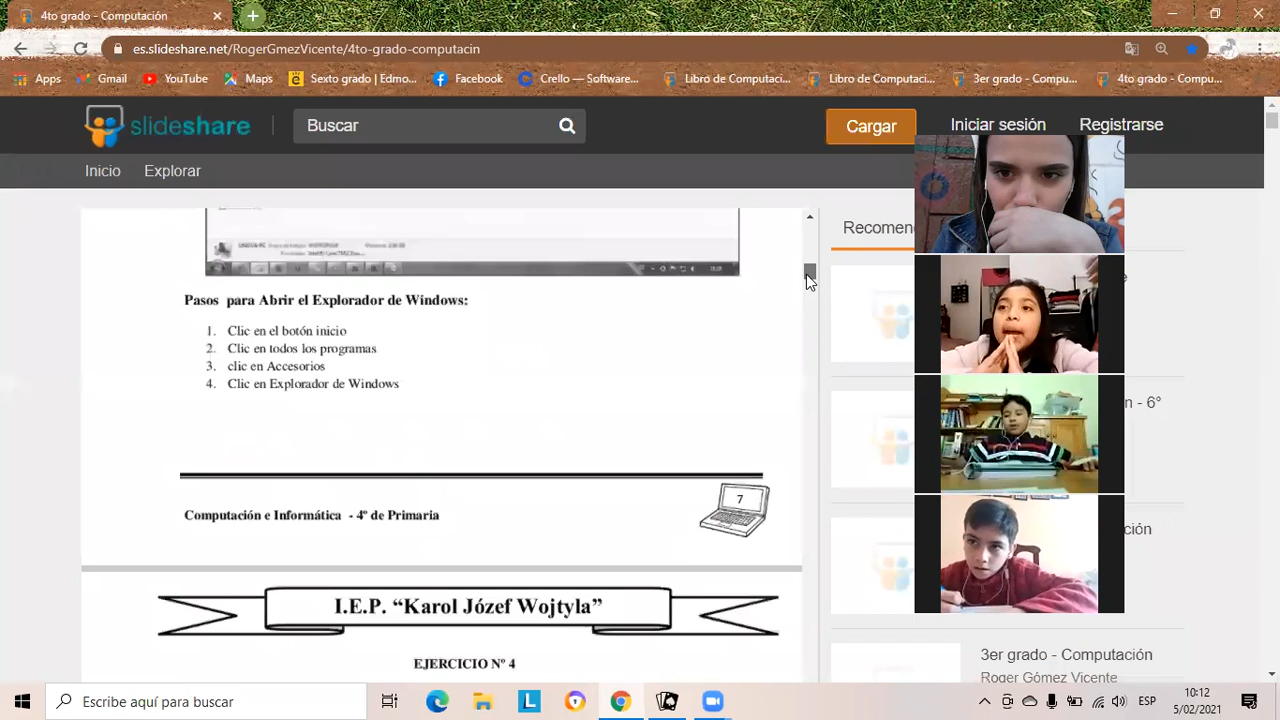 4to grado - Computación
es.slideshare.net/RogerGmezVicente/4to-grado-computacin
Apps Gmail YouTube Maps Sexto grado | Edmo... Facebook Crello — Software... Libro de Computaci... Libro de Computaci... 3er grado - Compu... 4to grado - Compu...
slideshare Buscar Cargar Iniciar sesión Registrarse
Inicio Explorar
Recomen
Pasos para Abrir el Explorador de Windows:
1. Clic en el botón inicio
2. Clic en todos los programas
3. clic en Accesorios
4. Clic en Explorador de Windows
n - 6°
7
Computación e Informática - 4º de Primaria
ción
I.E.P. “Karol Józef Wojtyla”
EJERCICIO Nº 4
3er grado - Computación
Roger Gómez Vicente
Escribe aquí para buscar
ESP
10:12
5/02/2021